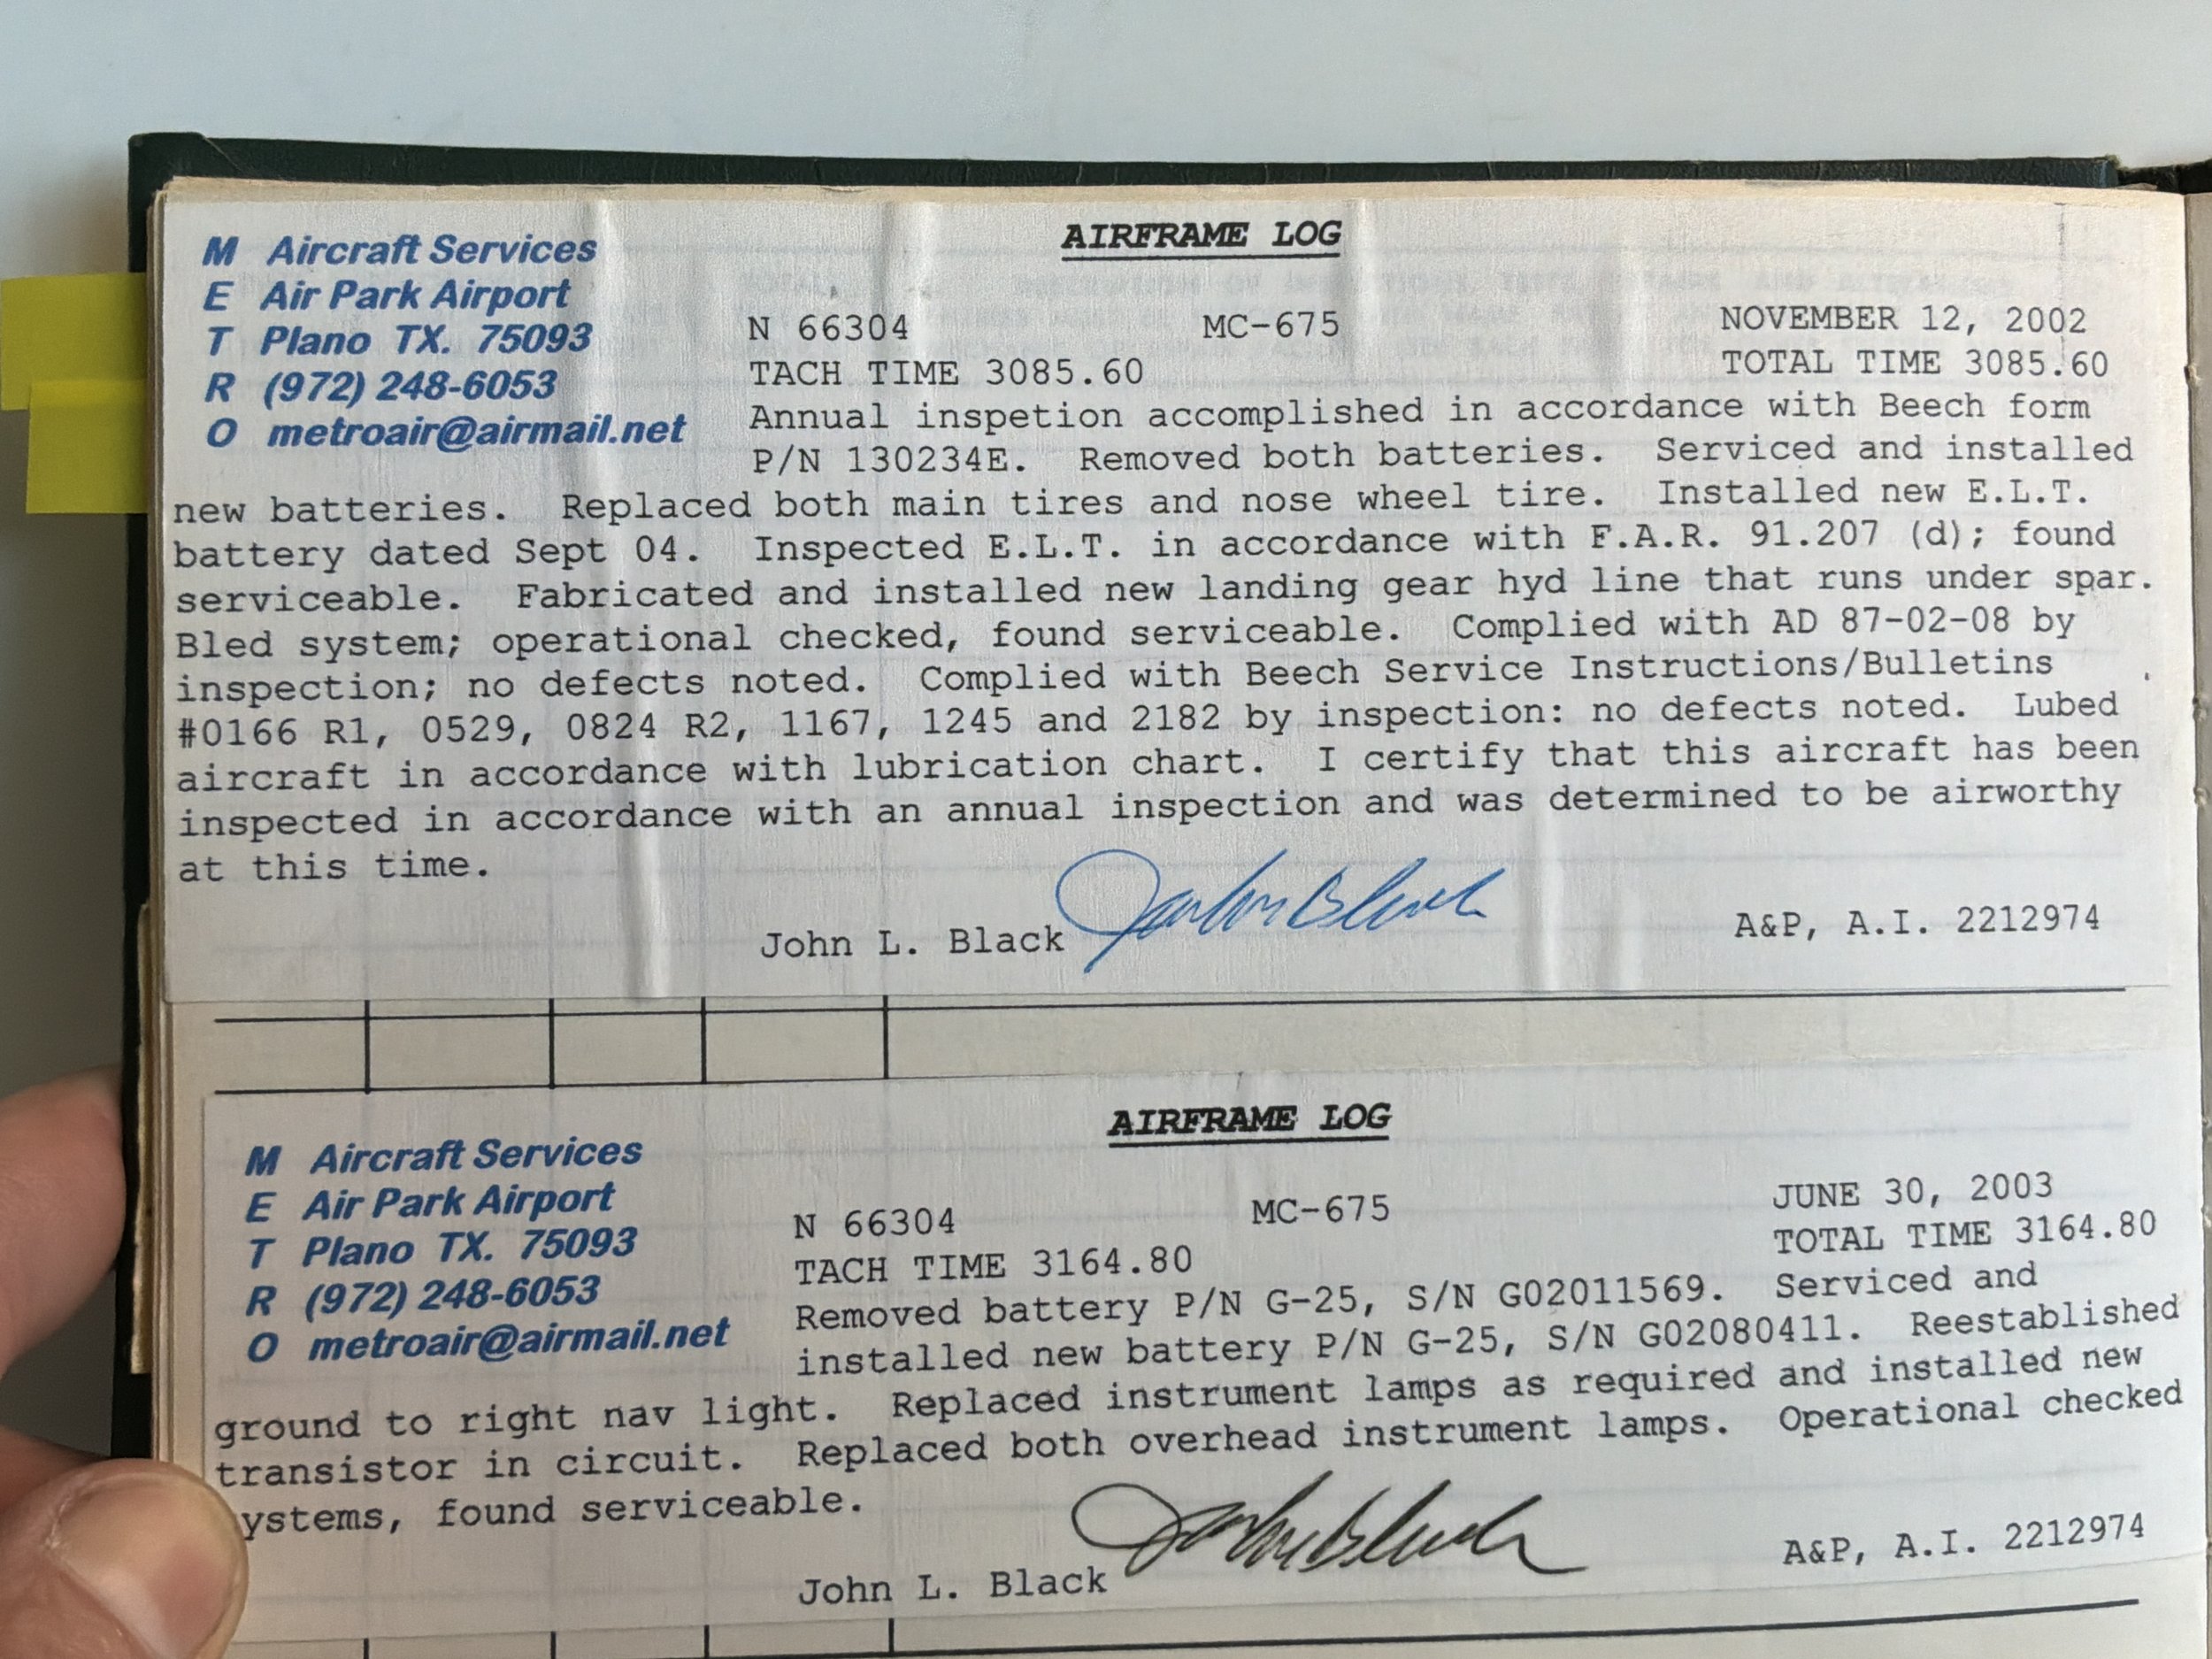 AIRFRAME LOG
M Aircraft Services
E Air Park Airport
T Plano TX. 75093
R (972) 248-6053
O metroair@airmail.net
N 66304 MC-675 NOVEMBER 12, 2002
TACH TIME 3085.60 TOTAL TIME 3085.60
Annual inspetion accomplished in accordance with Beech form
P/N 130234E. Removed both batteries. Serviced and installed
new batteries. Replaced both main tires and nose wheel tire. Installed new E.L.T.
battery dated Sept 04. Inspected E.L.T. in accordance with F.A.R. 91.207 (d); found
serviceable. Fabricated and installed new landing gear hyd line that runs under spar.
Bled system; operational checked, found serviceable. Complied with AD 87-02-08 by
inspection; no defects noted. Complied with Beech Service Instructions/Bulletins
#0166 R1, 0529, 0824 R2, 1167, 1245 and 2182 by inspection: no defects noted. Lubed
aircraft in accordance with lubrication chart. I certify that this aircraft has been
inspected in accordance with an annual inspection and was determined to be airworthy
at this time.
John L. Black A&P, A.I. 2212974
AIRFRAME LOG
M Aircraft Services
E Air Park Airport
T Plano TX. 75093
R (972) 248-6053
O metroair@airmail.net
N 66304 MC-675 JUNE 30, 2003
TACH TIME 3164.80 TOTAL TIME 3164.80
Removed battery P/N G-25, S/N G02011569. Serviced and
installed new battery P/N G-25, S/N G02080411. Reestablished
ground to right nav light. Replaced instrument lamps as required and installed new
transistor in circuit. Replaced both overhead instrument lamps. Operational checked
ystems, found serviceable.
John L. Black A&P, A.I. 2212974